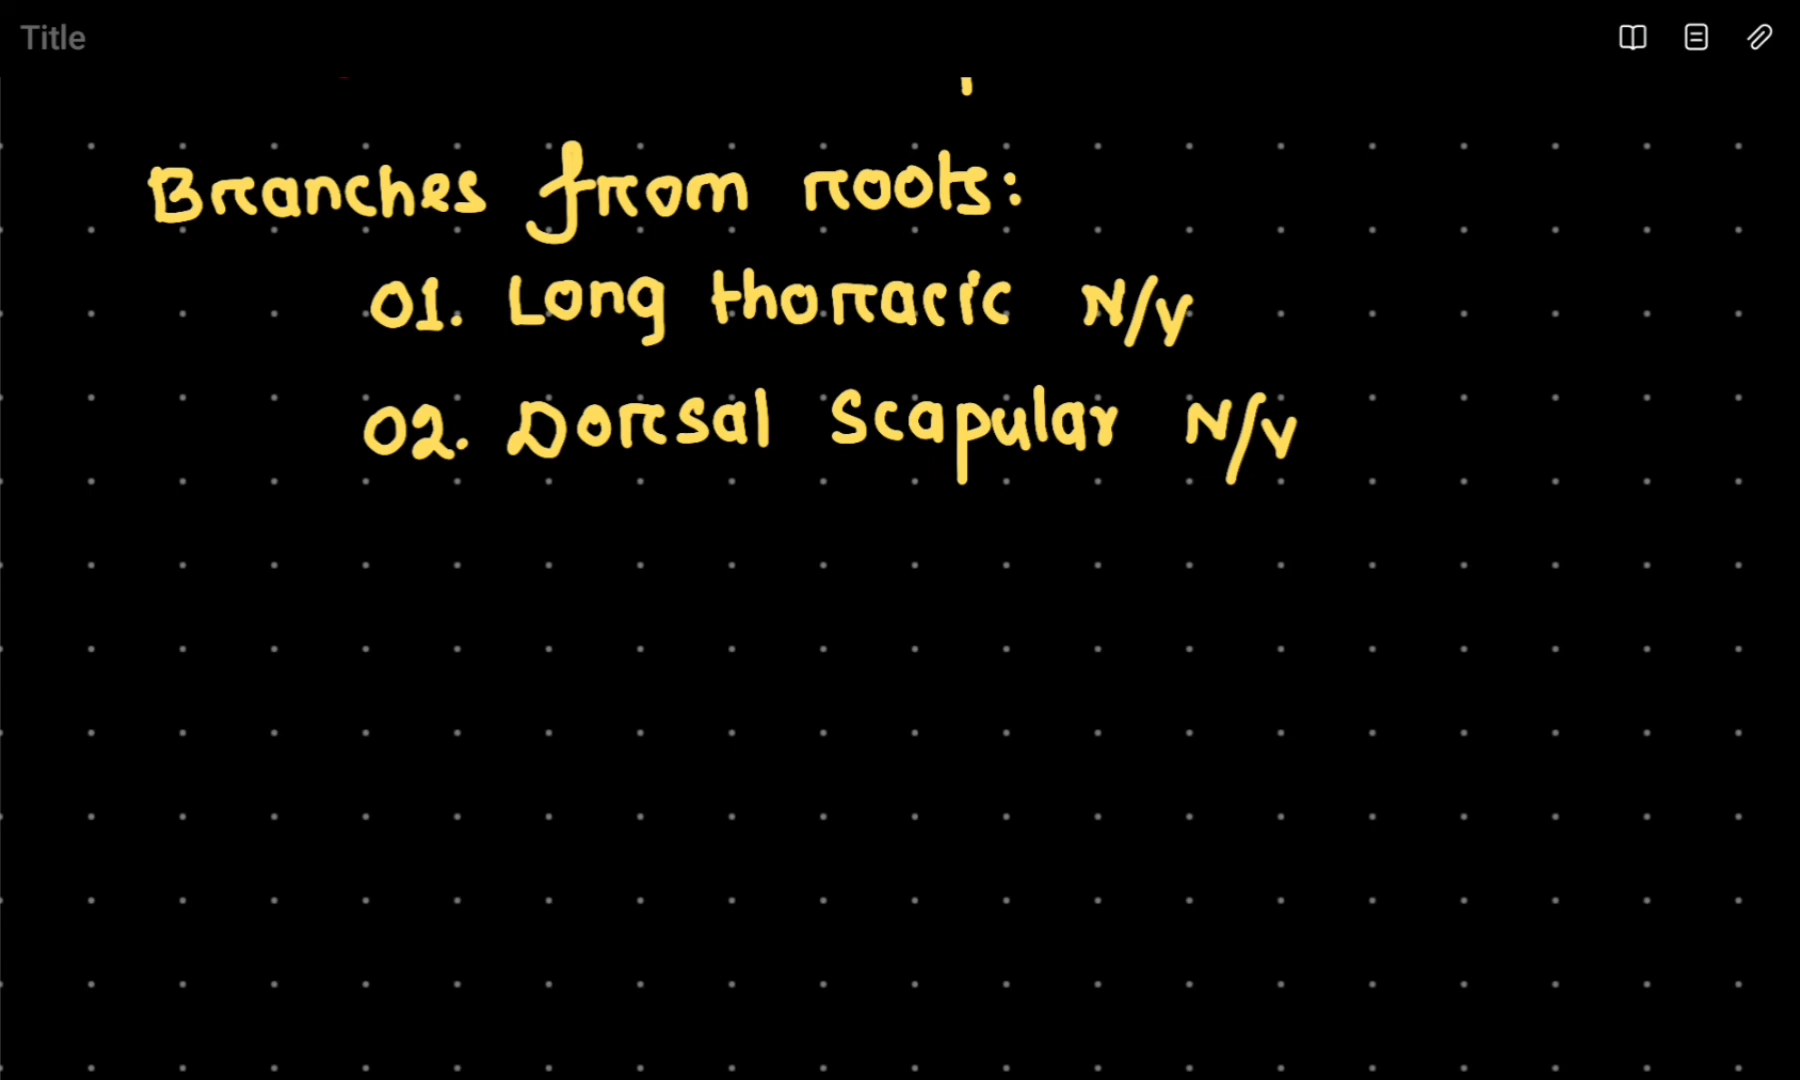 Title
Branches from roots:
01. Long thoracic N/v
02. Dorsal Scapular N/v